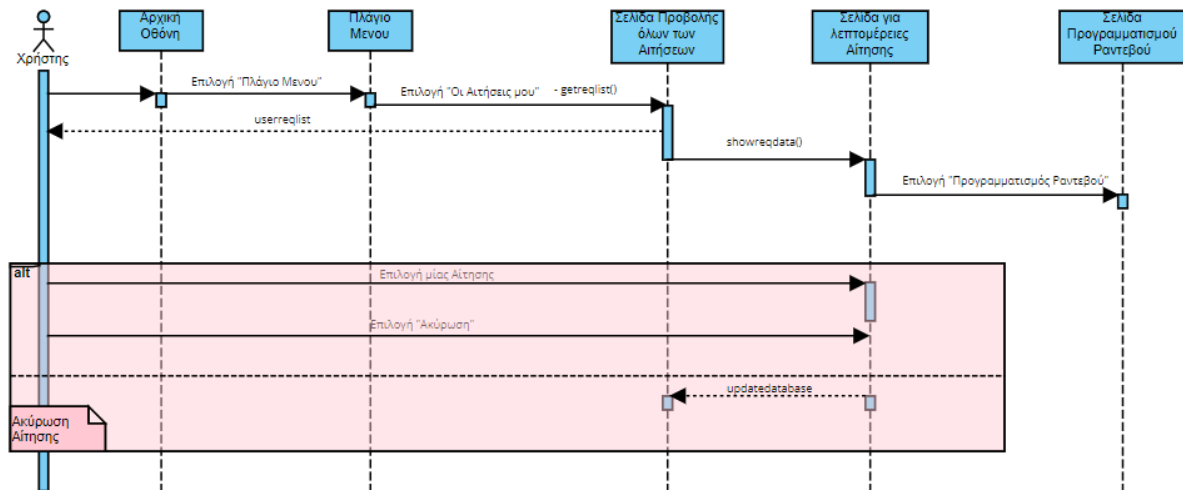 Χρήστης
Αρχική
Οθόνη
Πλάγιο
Μενου
Σελίδα Προβολής
όλων των
Αιτήσεων
Σελίδα για
λεπτομέρειες
Αίτησης
Σελίδα
Προγραμματισμού
Ραντεβού
Επιλογή "Πλάγιο Μενου"
Επιλογή "Οι Αιτήσεις μου" - getreqlist()
userreqlist
showreqdata()
Επιλογή "Προγραμματισμός Ραντεβού"
alt
Επιλογή μίας Αίτησης
Επιλογή "Ακύρωση"
updatedatabase
Ακύρωση
Αίτησης